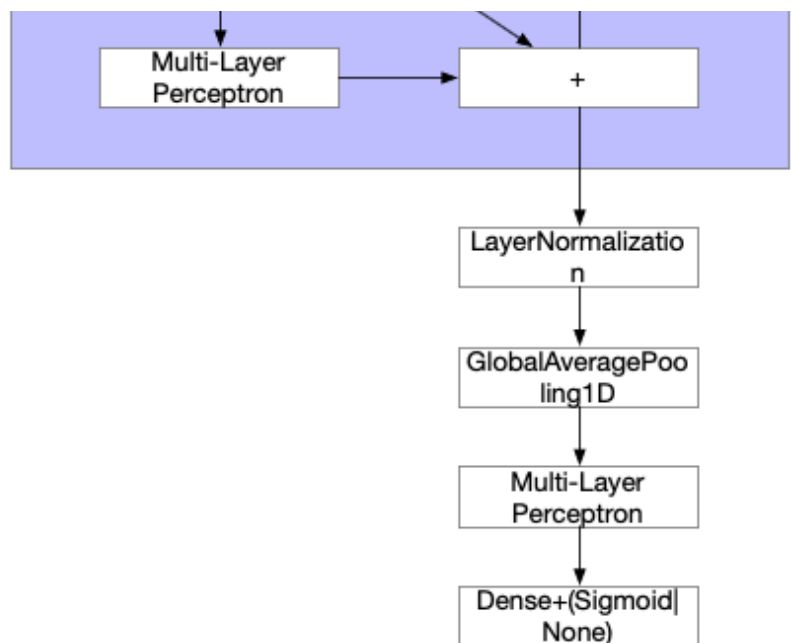 Multi-Layer
Perceptron
+
LayerNormalizatio
n
GlobalAveragePoo
ling1D
Multi-Layer
Perceptron
Dense+(Sigmoid|
None)